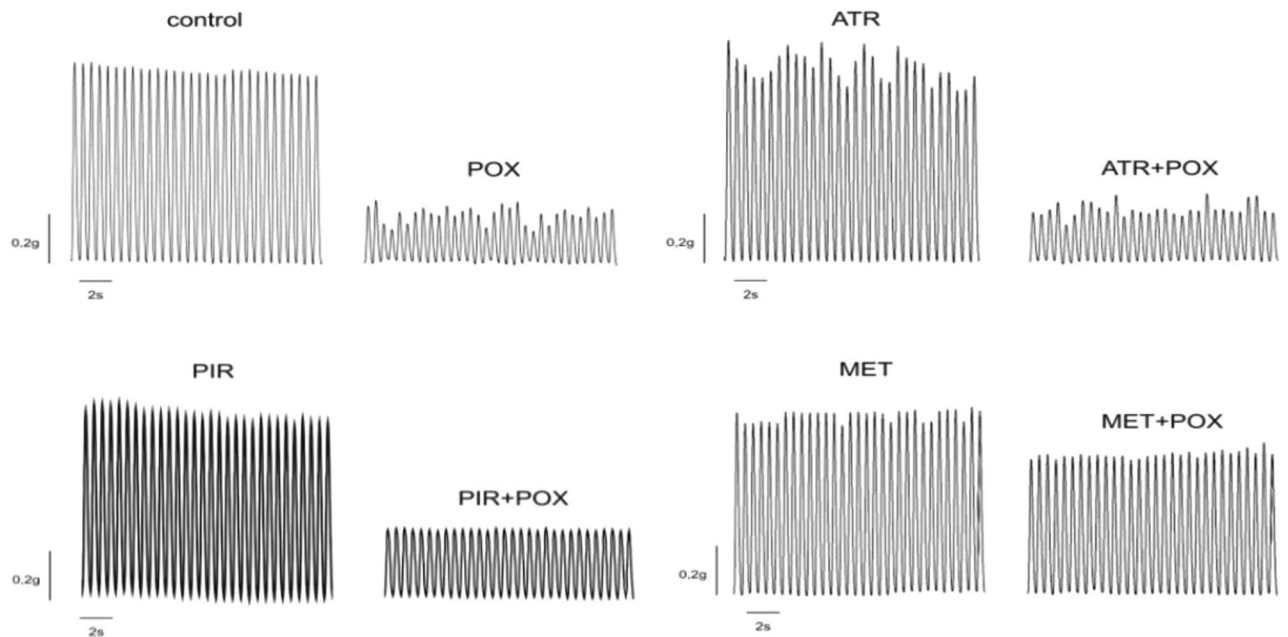 control
ATR
POX
ATR+POX
0,2g
0,2g
2s
2s
PIR
MET
MET+POX
PIR+POX
0,2g
0,2g
2s
2s